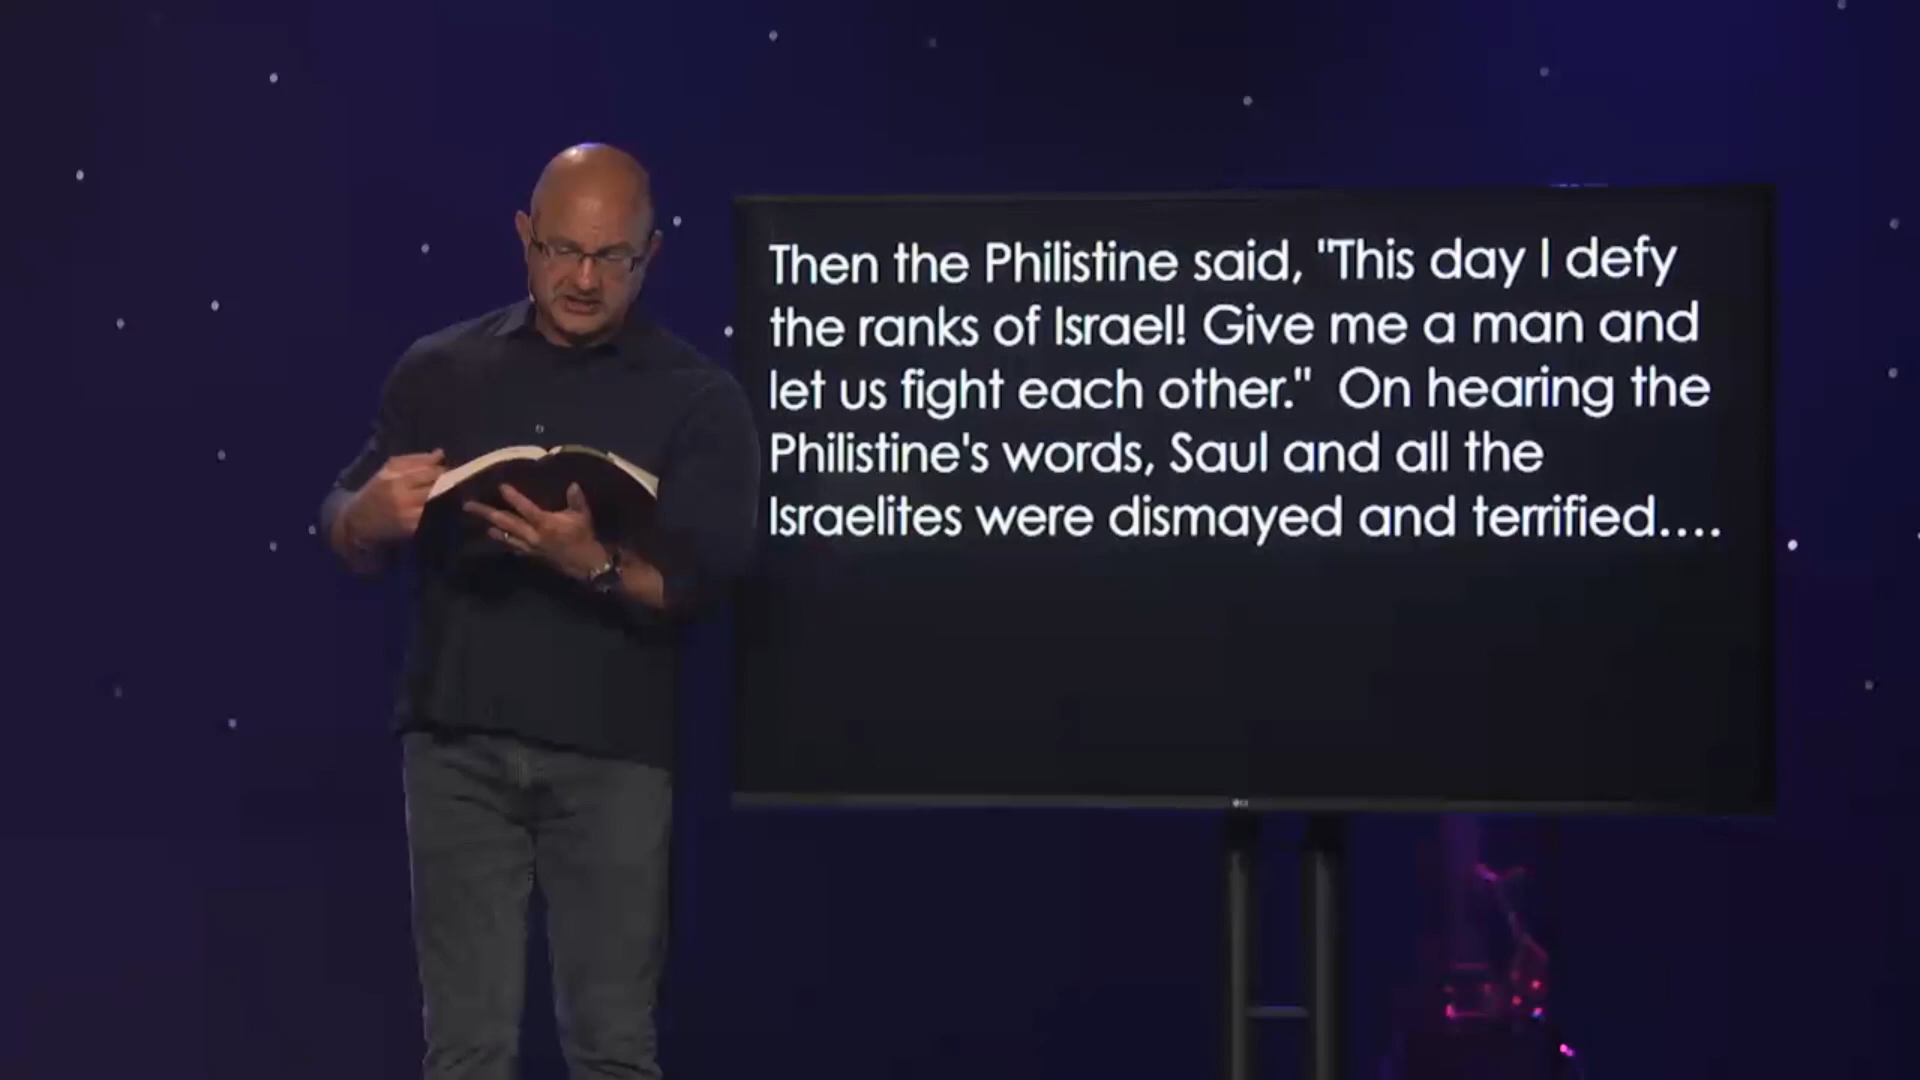 Then the Philistine said, "This day I defy
the ranks of Israel! Give me a man and
let us fight each other."  On hearing the
Philistine's words, Saul and all the
Israelites were dismayed and terrified....